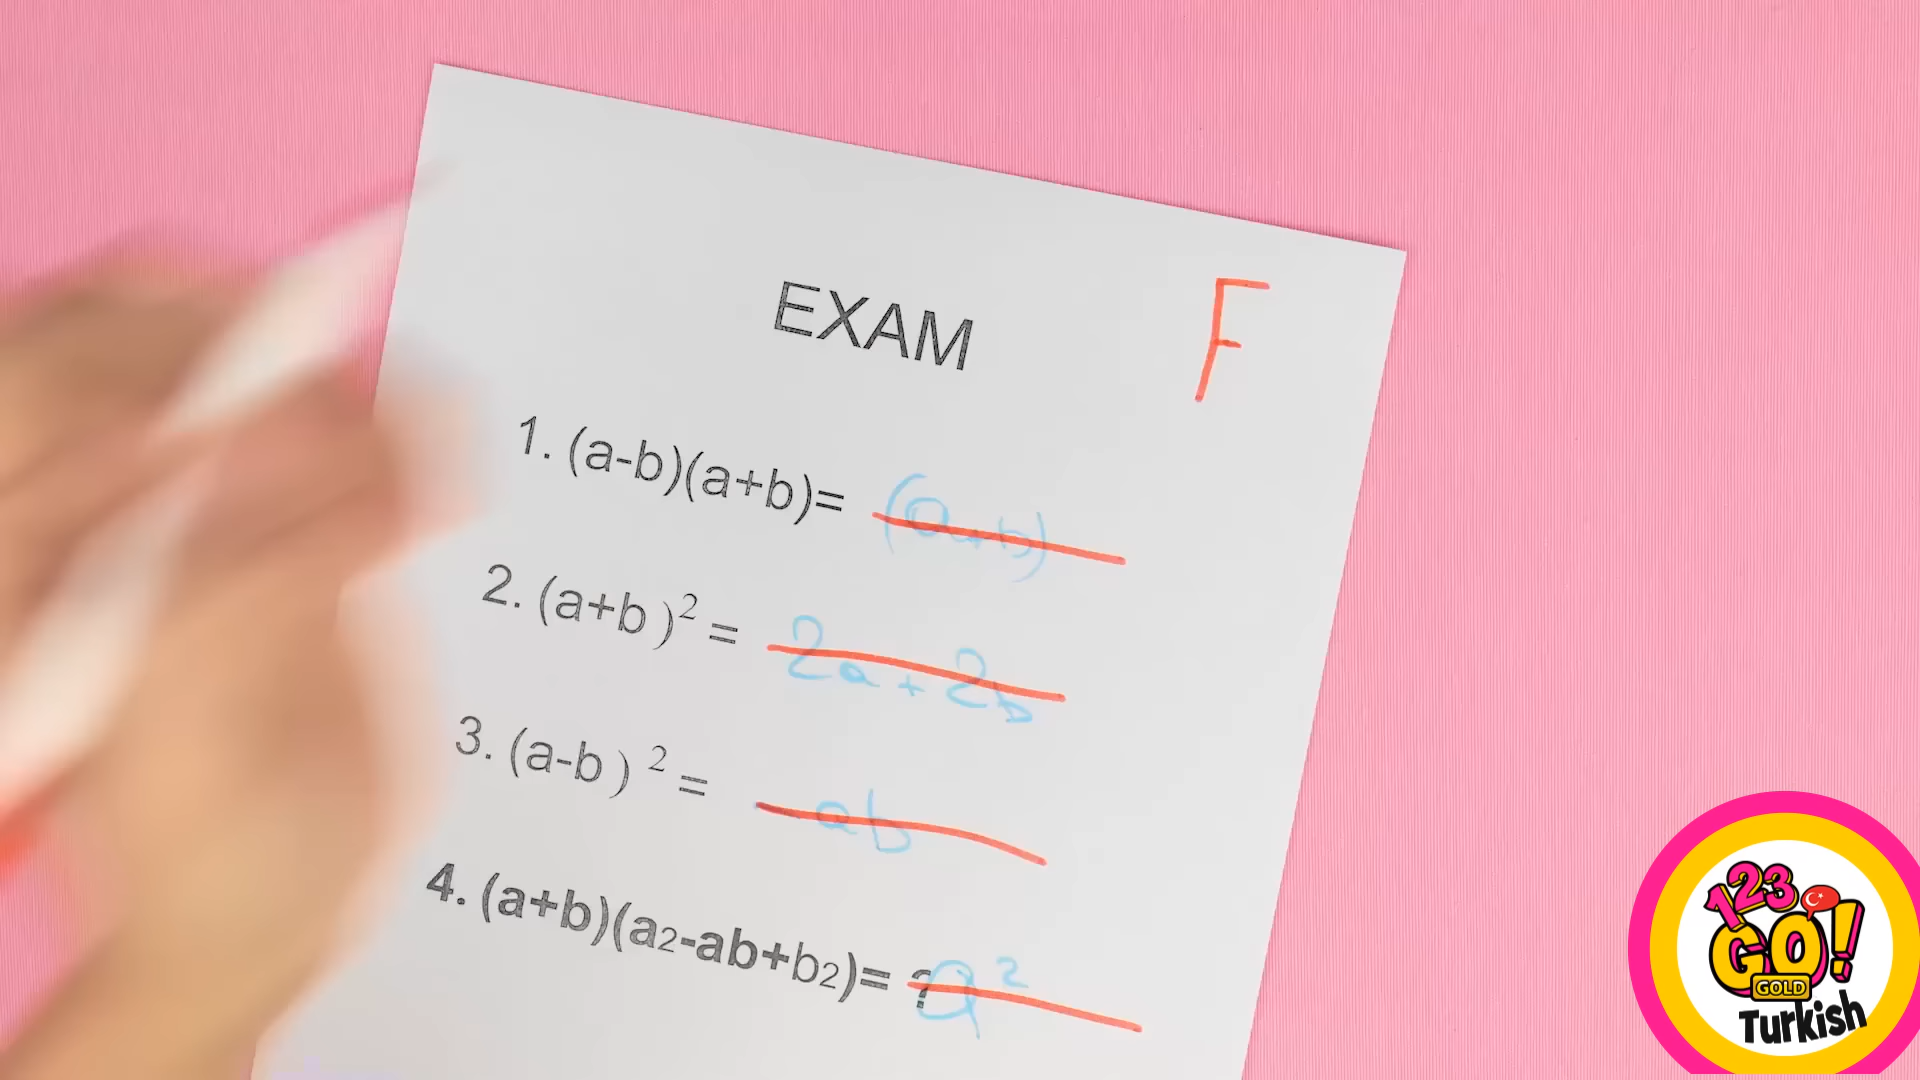 EXAM
F
1. (a-b)(a+b)= (a+b)
2. (a+b)² = 2a+2b
3. (a-b) ² = ab
4. (a+b)(a2-ab+b2)= ? a²
123
GO!
GOLD
Turkish